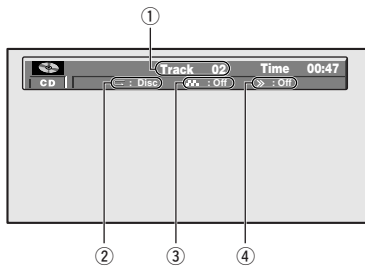 ①
Track 02 Time 00:47
CD : Disc : Off : Off
② ③ ④